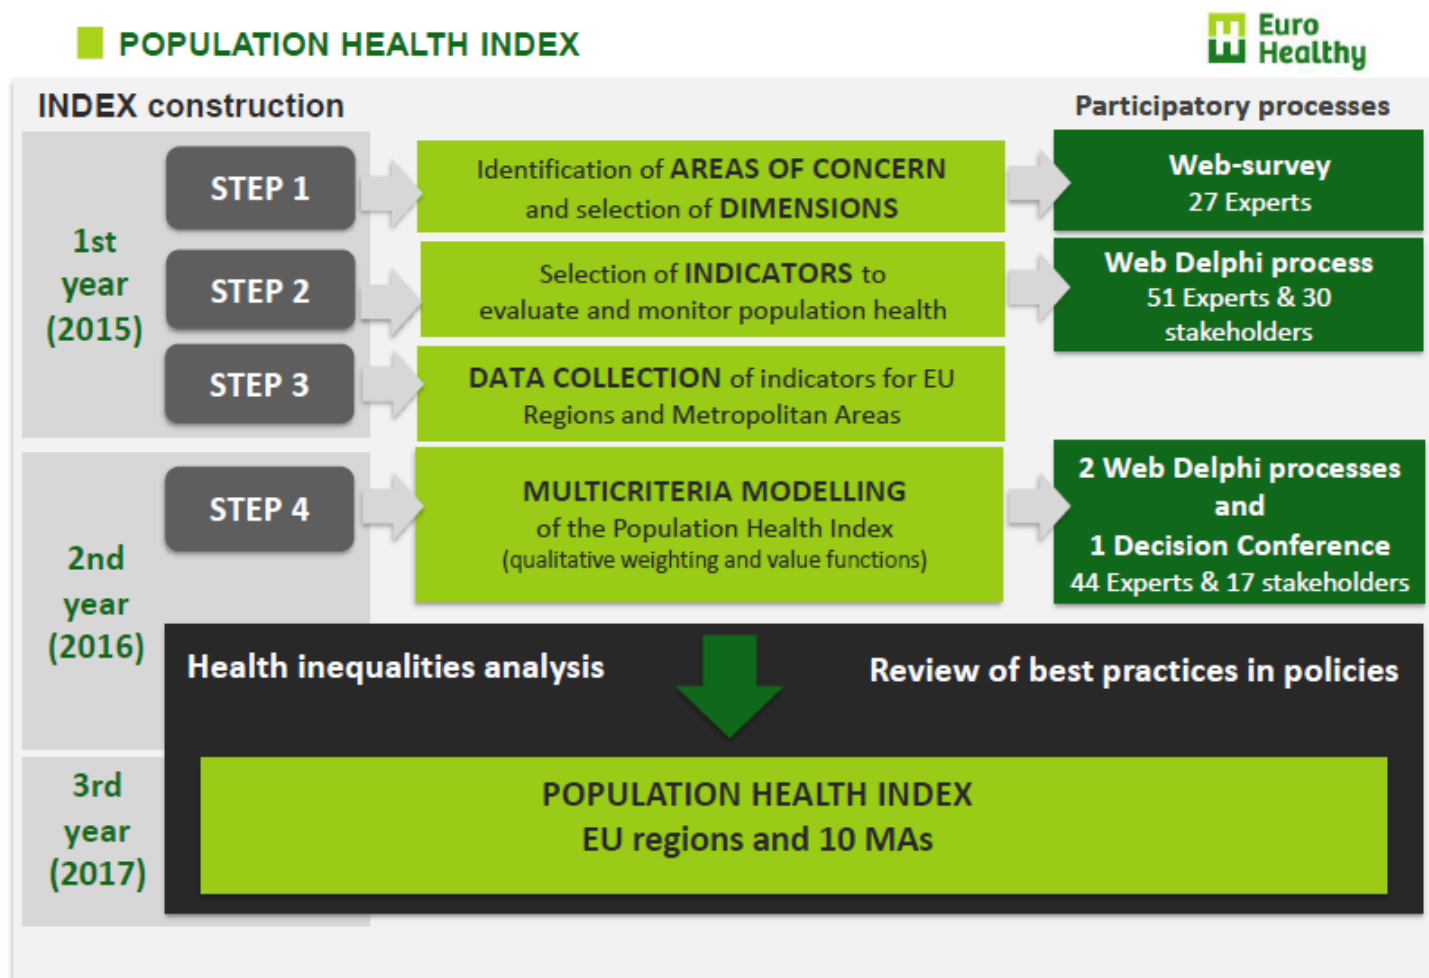 POPULATION HEALTH INDEX
Euro
Healthy
INDEX construction
Participatory processes
1st
year
(2015)
STEP 1
Identification of AREAS OF CONCERN
and selection of DIMENSIONS
Web-survey
27 Experts
STEP 2
Selection of INDICATORS to
evaluate and monitor population health
Web Delphi process
51 Experts & 30
stakeholders
STEP 3
DATA COLLECTION of indicators for EU
Regions and Metropolitan Areas
2nd
year
(2016)
STEP 4
MULTICRITERIA MODELLING
of the Population Health Index
(qualitative weighting and value functions)
2 Web Delphi processes
and
1 Decision Conference
44 Experts & 17 stakeholders
Health inequalities analysis
Review of best practices in policies
3rd
year
(2017)
POPULATION HEALTH INDEX
EU regions and 10 MAs